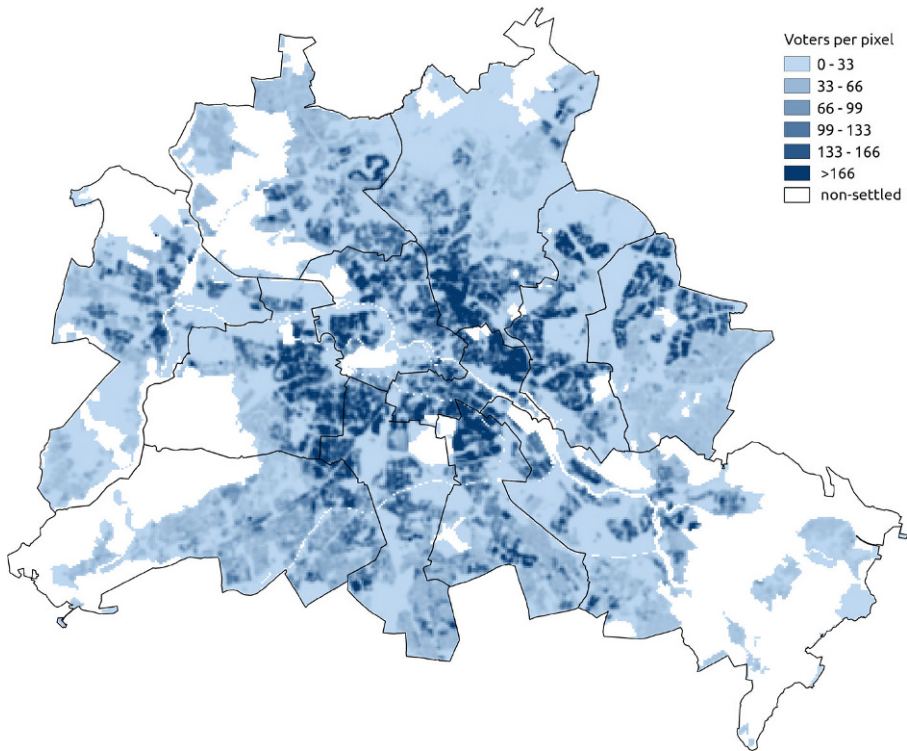 Voters per pixel
0 - 33
33 - 66
66 - 99
99 - 133
133 - 166
>166
non-settled